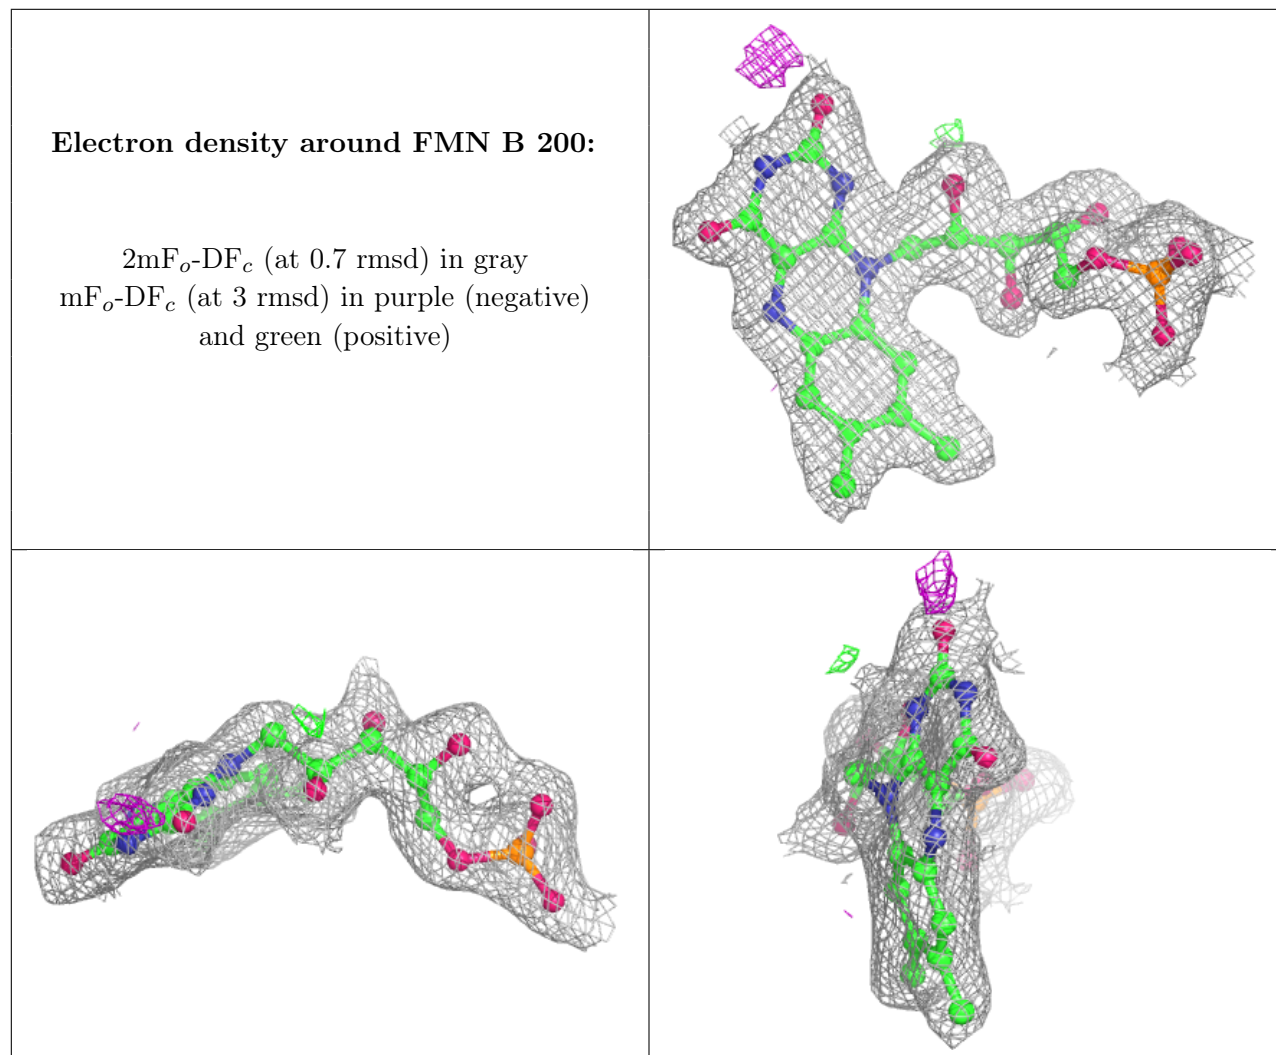 Electron density around FMN B 200:
2mFo-DFc (at 0.7 rmsd) in gray
mFo-DFc (at 3 rmsd) in purple (negative)
and green (positive)